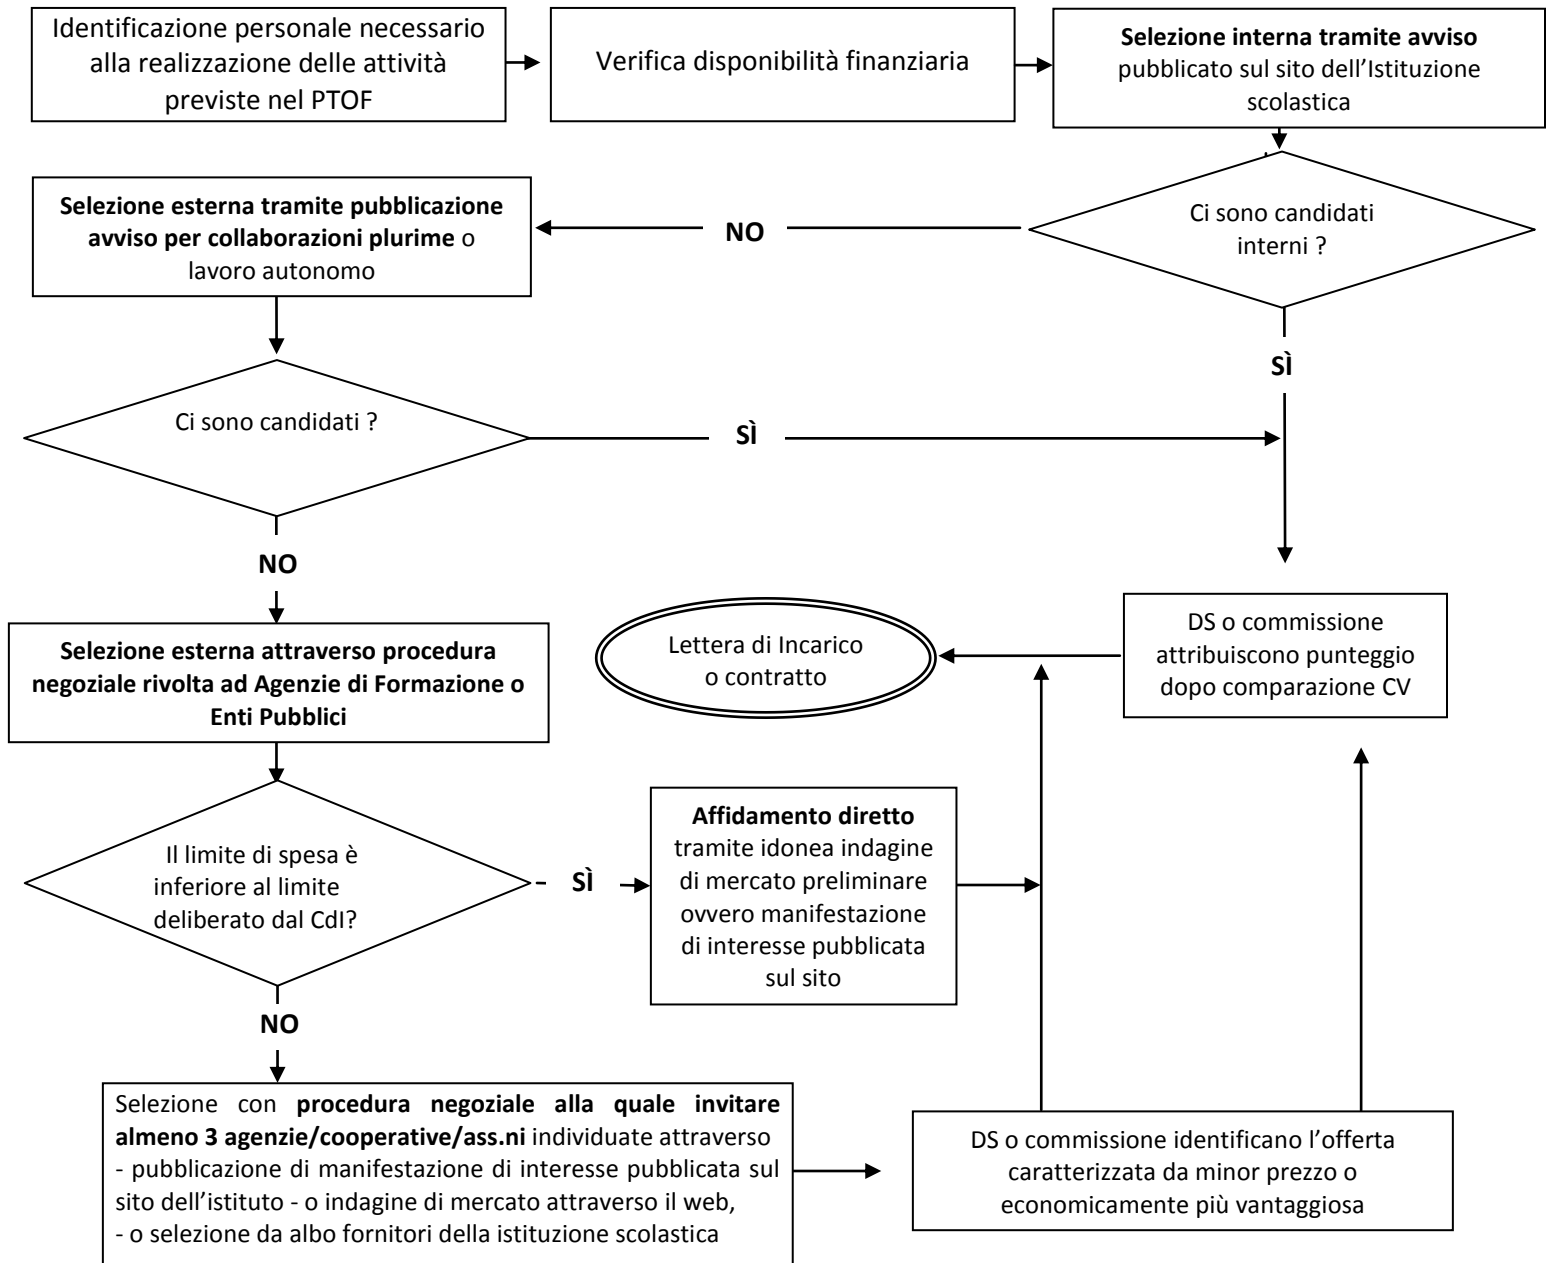 Identificazione personale necessario
alla realizzazione delle attività
previste nel PTOF
Verifica disponibilità finanziaria
Selezione interna tramite avviso
pubblicato sul sito dell’Istituzione
scolastica
Ci sono candidati
interni ?
NO
Selezione esterna tramite pubblicazione
avviso per collaborazioni plurime o
lavoro autonomo
SÌ
Ci sono candidati ?
SÌ
NO
Selezione esterna attraverso procedura
negoziale rivolta ad Agenzie di Formazione o
Enti Pubblici
Lettera di Incarico
o contratto
DS o commissione
attribuiscono punteggio
dopo comparazione CV
Il limite di spesa è
inferiore al limite
deliberato dal CdI?
SÌ
Affidamento diretto
tramite idonea indagine
di mercato preliminare
ovvero manifestazione
di interesse pubblicata
sul sito
NO
Selezione con procedura negoziale alla quale invitare
almeno 3 agenzie/cooperative/ass.ni individuate attraverso
- pubblicazione di manifestazione di interesse pubblicata sul
sito dell’istituto - o indagine di mercato attraverso il web,
- o selezione da albo fornitori della istituzione scolastica
DS o commissione identificano l’offerta
caratterizzata da minor prezzo o
economicamente più vantaggiosa